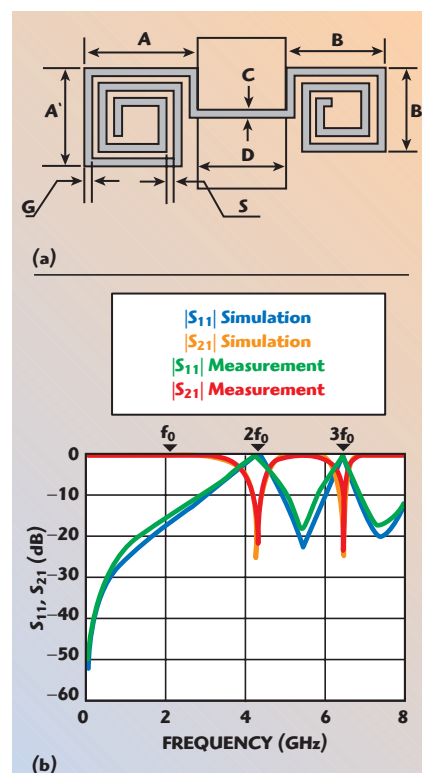 A
B
C
A'
B
D
G
S
(a)
|S11| Simulation
|S21| Simulation
|S11| Measurement
|S21| Measurement
f0
2f0
3f0
0
−10
−20
−30
−40
−50
−60
S11, S21 (dB)
0
2
4
6
8
FREQUENCY (GHz)
(b)